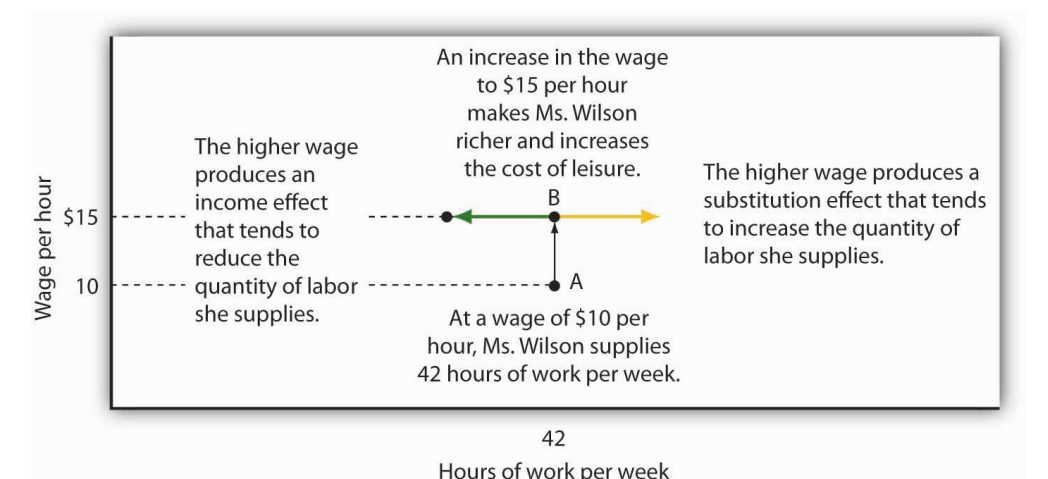 An increase in the wage
to $15 per hour
makes Ms. Wilson
richer and increases
the cost of leisure.
The higher wage
produces an
income effect
that tends to
reduce the
quantity of labor
she supplies.
The higher wage produces a
substitution effect that tends
to increase the quantity of
labor she supplies.
B
A
At a wage of $10 per
hour, Ms. Wilson supplies
42 hours of work per week.
Wage per hour
$15
10
42
Hours of work per week